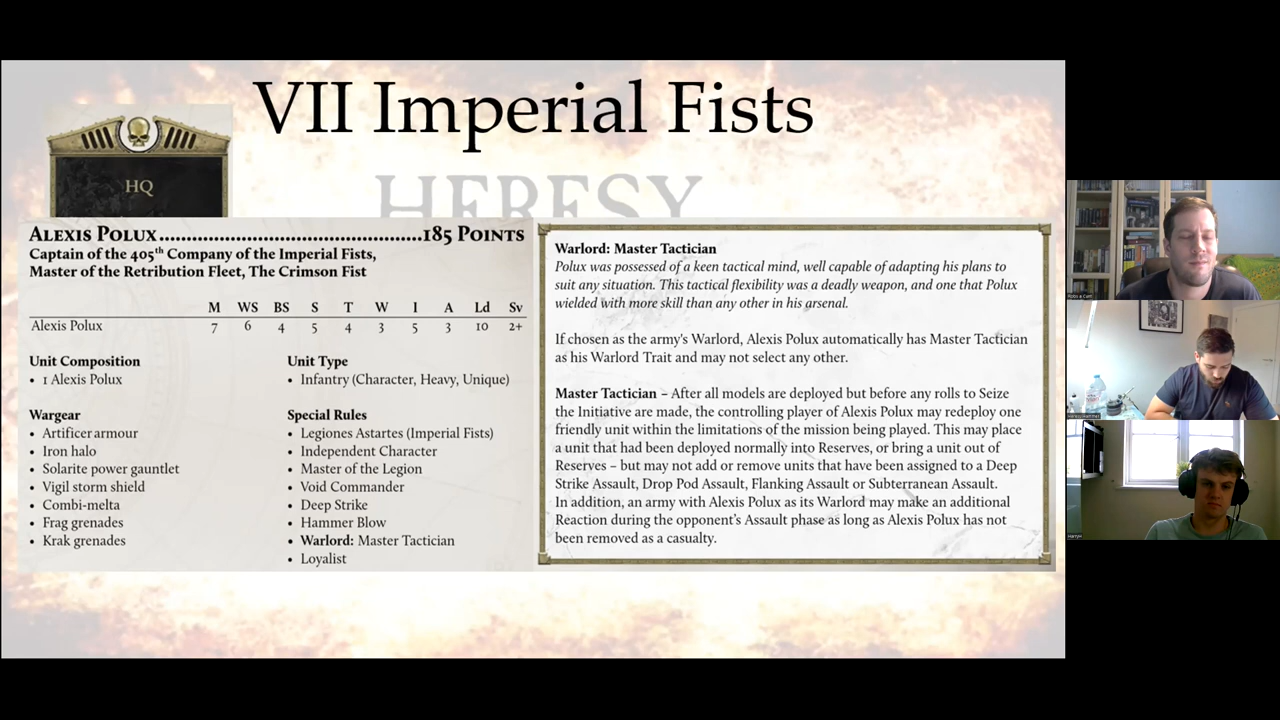 VII Imperial Fists
HERESY
HQ
Alexis Polux...........................................................185 Points
Captain of the 405th Company of the Imperial Fists,
Master of the Retribution Fleet, The Crimson Fist
M WS BS S T W I A Ld Sv
Alexis Polux 7 6 4 5 4 3 5 3 10 2+
Unit Composition
• 1 Alexis Polux
Unit Type
• Infantry (Character, Heavy, Unique)
Wargear
• Artificer armour
• Iron halo
• Solarite power gauntlet
• Vigil storm shield
• Combi-melta
• Frag grenades
• Krak grenades
Special Rules
• Legiones Astartes (Imperial Fists)
• Independent Character
• Master of the Legion
• Void Commander
• Deep Strike
• Hammer Blow
• Warlord: Master Tactician
• Loyalist
Warlord: Master Tactician
Polux was possessed of a keen tactical mind, well capable of adapting his plans to
suit any situation. This tactical flexibility was a deadly weapon, and one that Polux
wielded with more skill than any other in his arsenal.
If chosen as the army's Warlord, Alexis Polux automatically has Master Tactician
as his Warlord Trait and may not select any other.
Master Tactician – After all models are deployed but before any rolls to Seize
the Initiative are made, the controlling player of Alexis Polux may redeploy one
friendly unit within the limitations of the mission being played. This may place
a unit that had been deployed normally into Reserves, or bring a unit out of
Reserves – but may not add or remove units that have been assigned to a Deep
Strike Assault, Drop Pod Assault, Flanking Assault or Subterranean Assault.
In addition, an army with Alexis Polux as its Warlord may make an additional
Reaction during the opponent's Assault phase as long as Alexis Polux has not
been removed as a casualty.